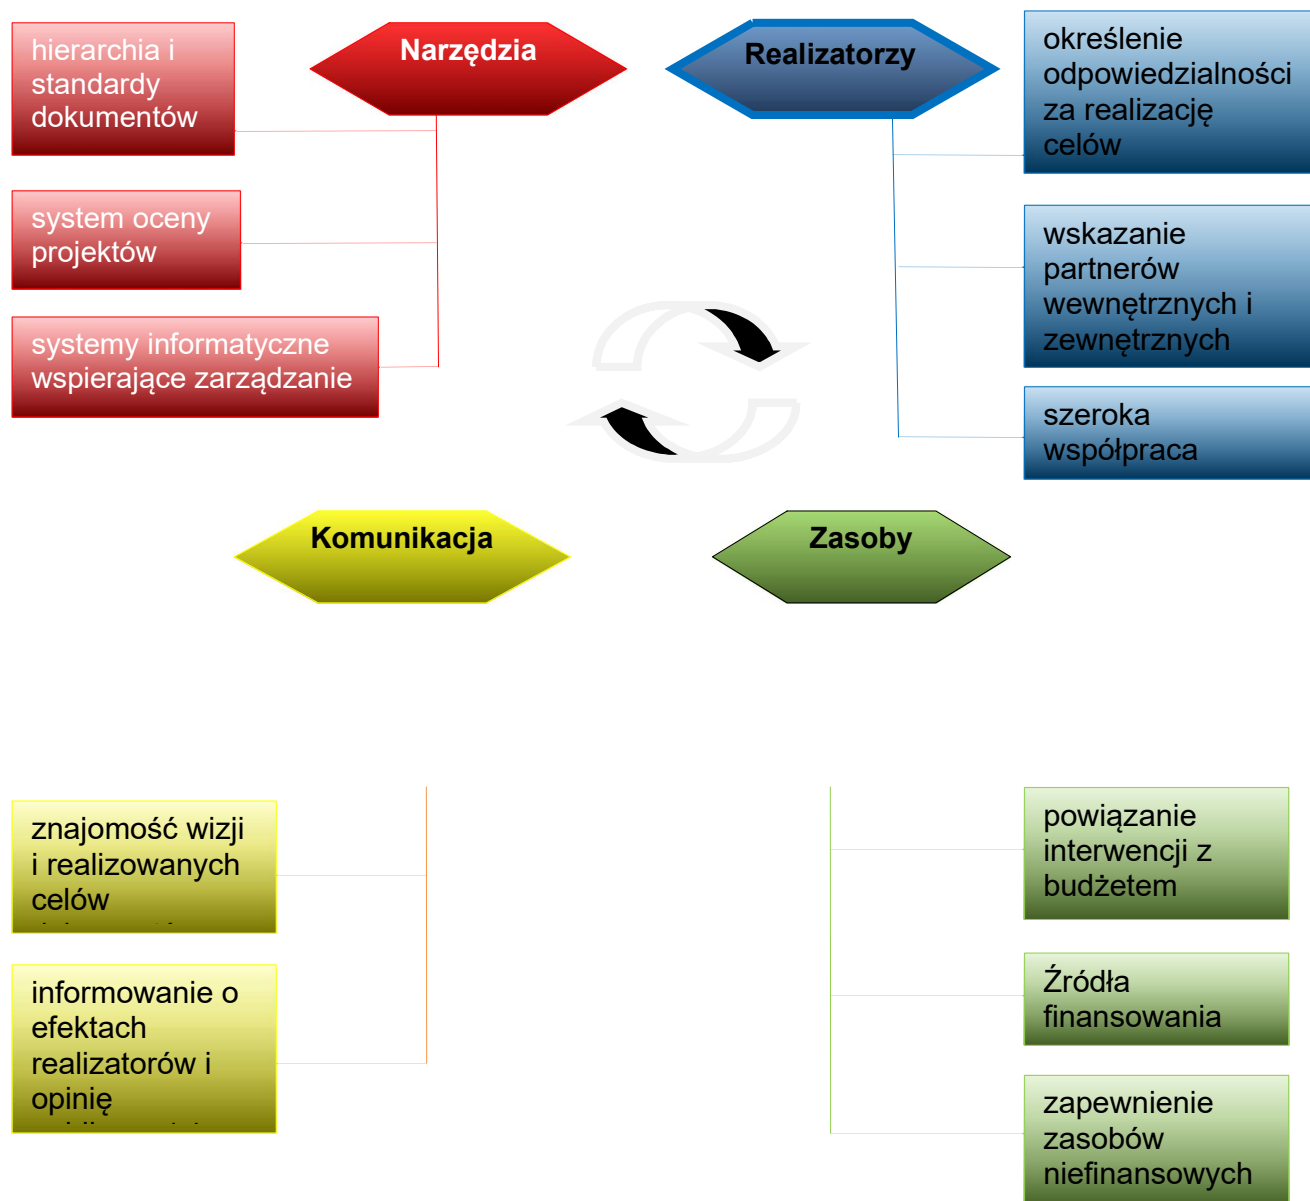 Narzędzia
hierarchia i
standardy
dokumentów
system oceny
projektów
systemy informatyczne
wspierające zarządzanie
Realizatorzy
określenie
odpowiedzialności
za realizację
celów
wskazanie
partnerów
wewnętrznych i
zewnętrznych
szeroka
współpraca
Komunikacja
znajomość wizji
i realizowanych
celów
informowanie o
efektach
realizatorów i
opinię
Zasoby
powiązanie
interwencji z
budżetem
Źródła
finansowania
zapewnienie
zasobów
niefinansowych